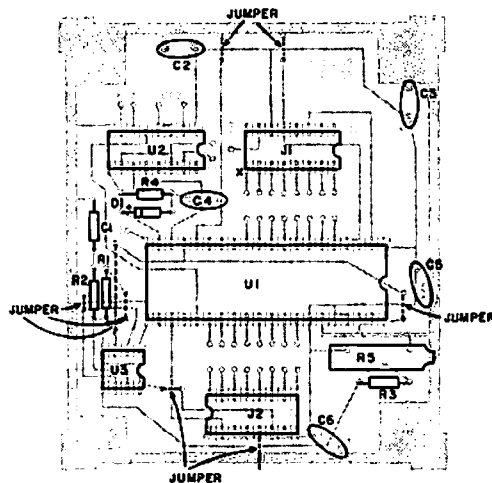 JUMPER
C2
C3
U2
J1
X
R4
D1+
C4
C1
R1
R2
U1
C5
JUMPER
JUMPER
U3
R5
R3
J2
C6
JUMPER